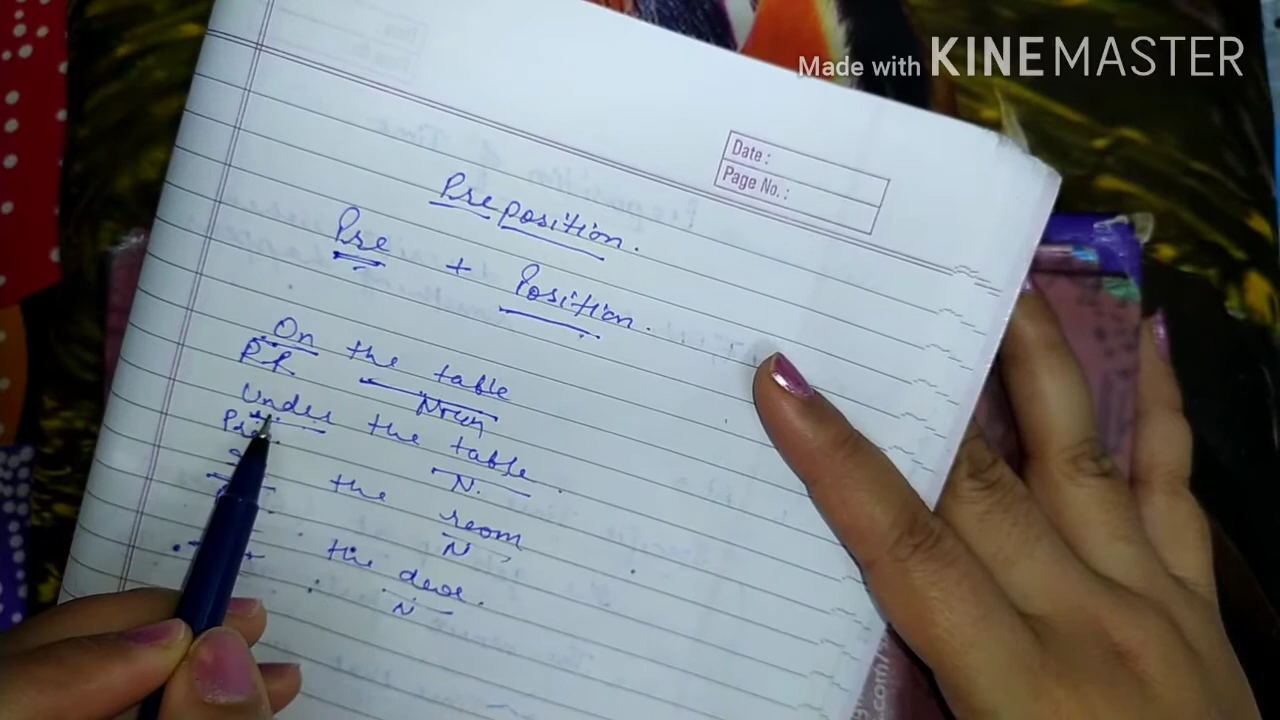 Made with KINEMASTER
Date :
Page No. :
Preposition.
Pre + Position.
On the table
Noun
Under the table.
Pre
N.
the room
N
the
N